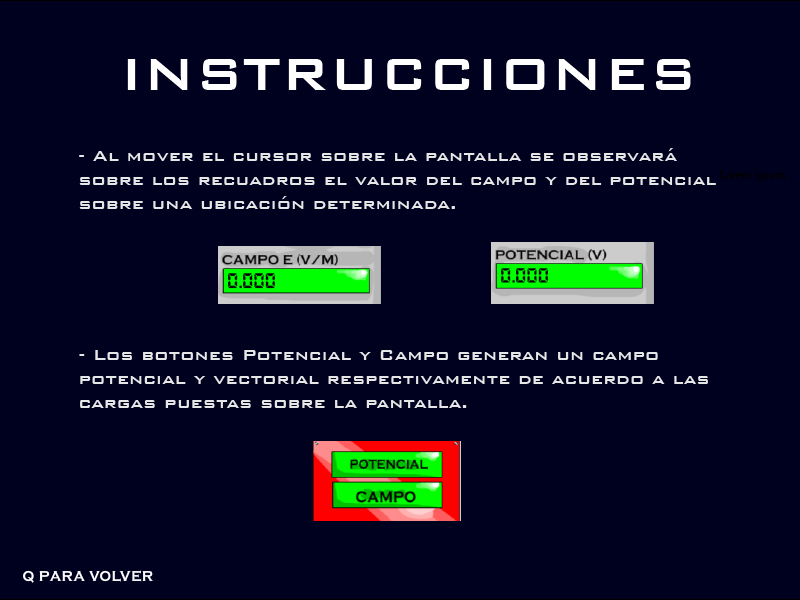 INSTRUCCIONES
- Al mover el cursor sobre la pantalla se observará
sobre los recuadros el valor del campo y del potencial
sobre una ubicación determinada.
CAMPO E (V/M)
0.000
POTENCIAL (V)
0.000
- Los botones Potencial y Campo generan un campo
potencial y vectorial respectivamente de acuerdo a las
cargas puestas sobre la pantalla.
POTENCIAL
CAMPO
Q PARA VOLVER